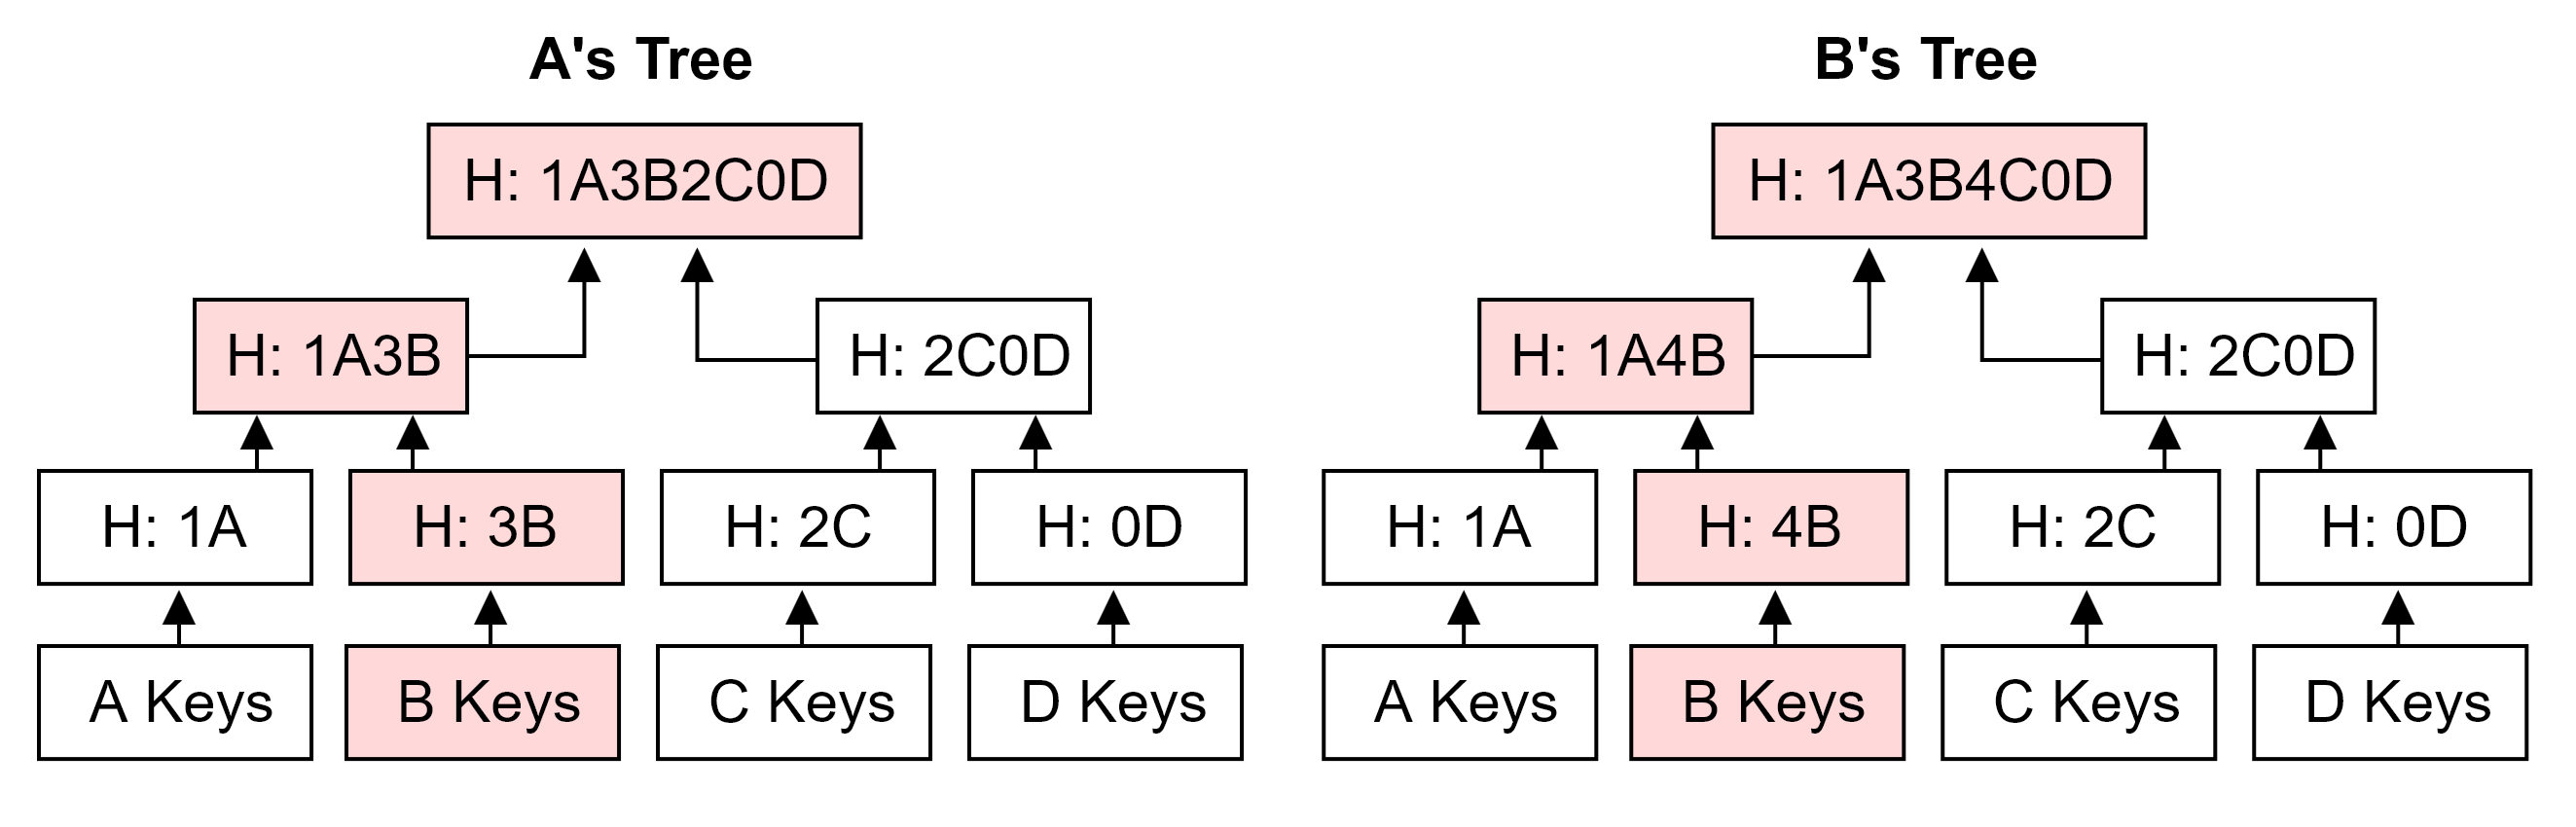 A's Tree
H: 1A3B2C0D
H: 1A3B
H: 2C0D
H: 1A
H: 3B
H: 2C
H: 0D
A Keys
B Keys
C Keys
D Keys
B's Tree
H: 1A3B4C0D
H: 1A4B
H: 2C0D
H: 1A
H: 4B
H: 2C
H: 0D
A Keys
B Keys
C Keys
D Keys